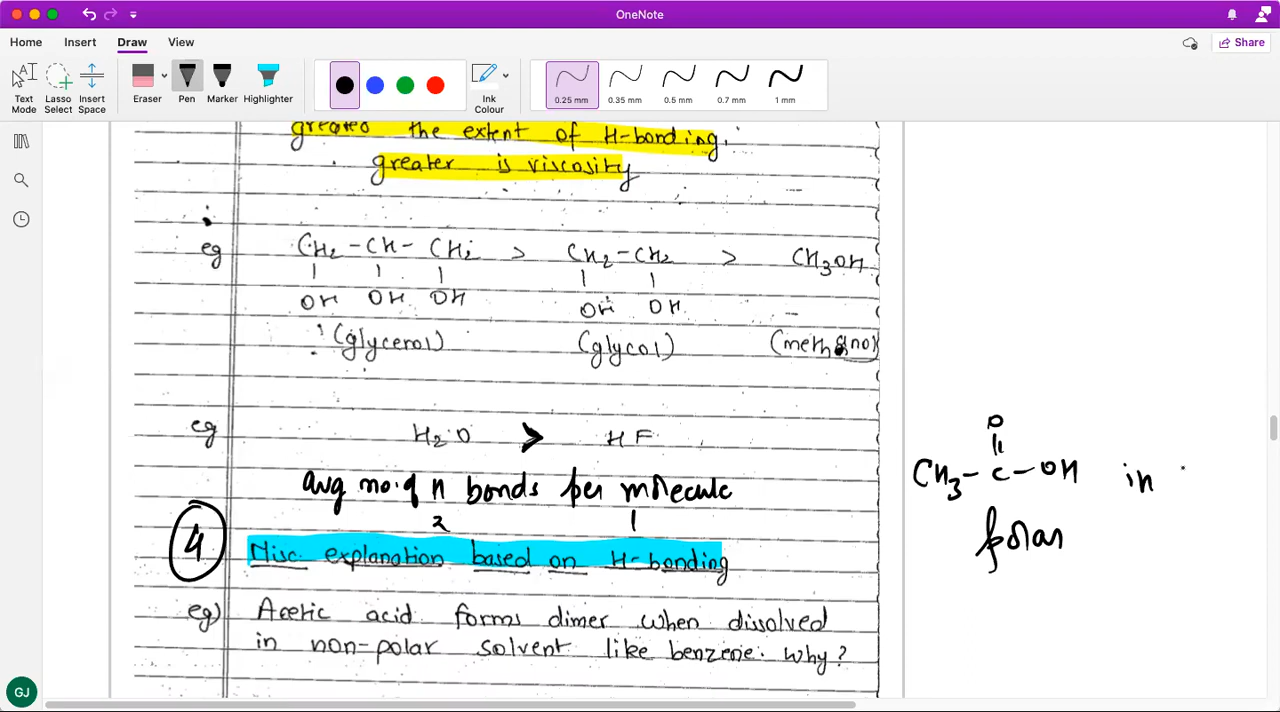 OneNote
Home Insert Draw View
Share
Text Mode
Lasso Select
Insert Space
Eraser
Pen
Marker
Highlighter
Ink Colour
0.25 mm
0.35 mm
0.5 mm
0.7 mm
1 mm
greater the extent of H-bonding.
greater is viscosity
eg CH2 - CH - CH2 > CH2 - CH2 > CH3OH
OH OH OH OH OH
(glycerol) (glycol) (methanol)
eg H2O > HF
avg no. of H bonds per molecule
2 1
4 Misc. explanation based on H-bonding
eg) Acetic acid forms dimer when dissolved
in non-polar solvent like benzene. Why?
O
CH3 - C - OH in
polar
GJ